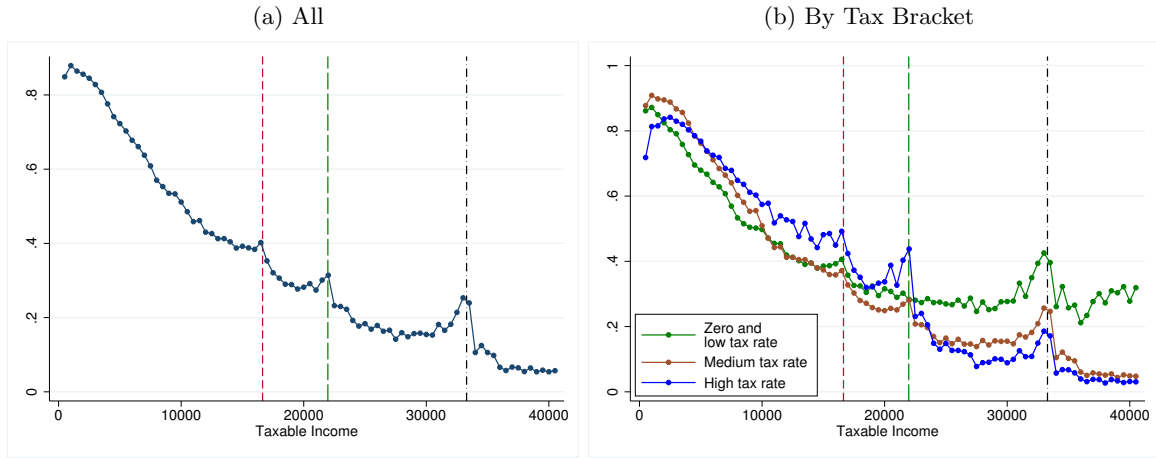 (a) All
.8
.6
.4
.2
0
0 10000 20000 30000 40000
Taxable Income
(b) By Tax Bracket
1
.8
.6
.4
.2
0
Zero and
low tax rate
Medium tax rate
High tax rate
0 10000 20000 30000 40000
Taxable Income